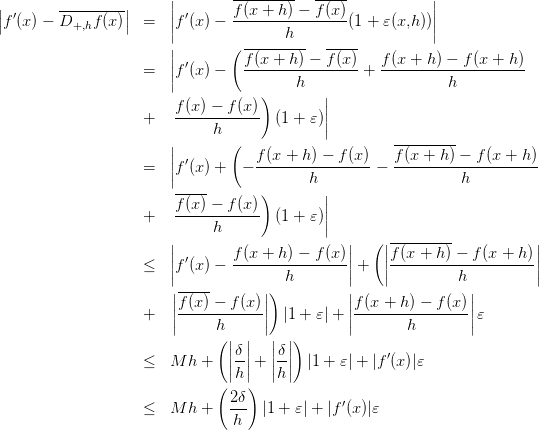 |f′(x) − \overline{D_{+,h}f(x)}| = |f′(x) − \frac{\overline{f(x + h)} − \overline{f(x)}}{h}(1 + ε(x,h))|
= |f′(x) − (\frac{\overline{f(x + h)} − \overline{f(x)}}{h} + \frac{f(x + h) − f(x + h)}{h}
+ \frac{f(x) − f(x)}{h})(1 + ε)|
= |f′(x) + (−\frac{f(x + h) − f(x)}{h} − \frac{\overline{f(x + h)} − f(x + h)}{h}
+ \frac{\overline{f(x)} − f(x)}{h})(1 + ε)|
≤ |f′(x) − \frac{f(x + h) − f(x)}{h}| + (|\frac{\overline{f(x + h)} − f(x + h)}{h}|
+ |\frac{\overline{f(x)} − f(x)}{h}|)|1 + ε| + |\frac{f(x + h) − f(x)}{h}|ε
≤ Mh + (|\frac{δ}{h}| + |\frac{δ}{h}|)|1 + ε| + |f′(x)|ε
≤ Mh + (\frac{2δ}{h})|1 + ε| + |f′(x)|ε